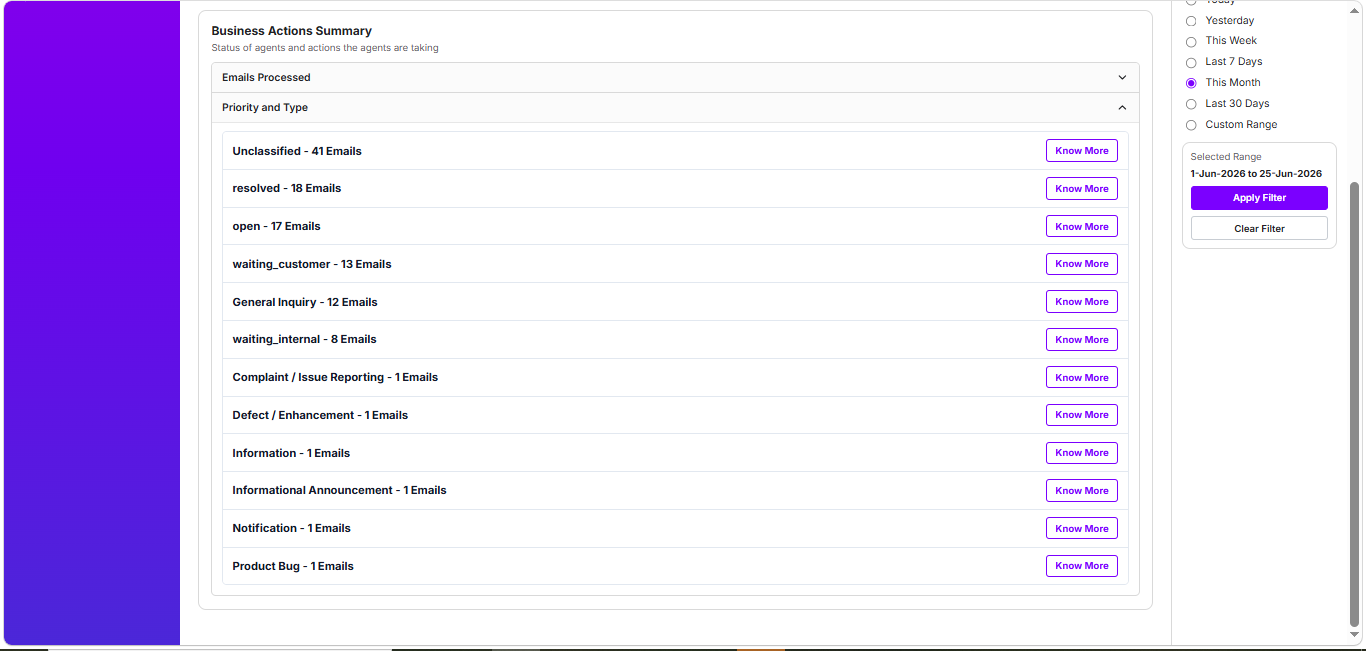 Business Actions Summary
Status of agents and actions the agents are taking
Emails Processed
Priority and Type
Unclassified - 41 Emails
Know More
resolved - 18 Emails
Know More
open - 17 Emails
Know More
waiting_customer - 13 Emails
Know More
General Inquiry - 12 Emails
Know More
waiting_internal - 8 Emails
Know More
Complaint / Issue Reporting - 1 Emails
Know More
Defect / Enhancement - 1 Emails
Know More
Information - 1 Emails
Know More
Informational Announcement - 1 Emails
Know More
Notification - 1 Emails
Know More
Product Bug - 1 Emails
Know More
Today
Yesterday
This Week
Last 7 Days
This Month
Last 30 Days
Custom Range
Selected Range
1-Jun-2026 to 25-Jun-2026
Apply Filter
Clear Filter